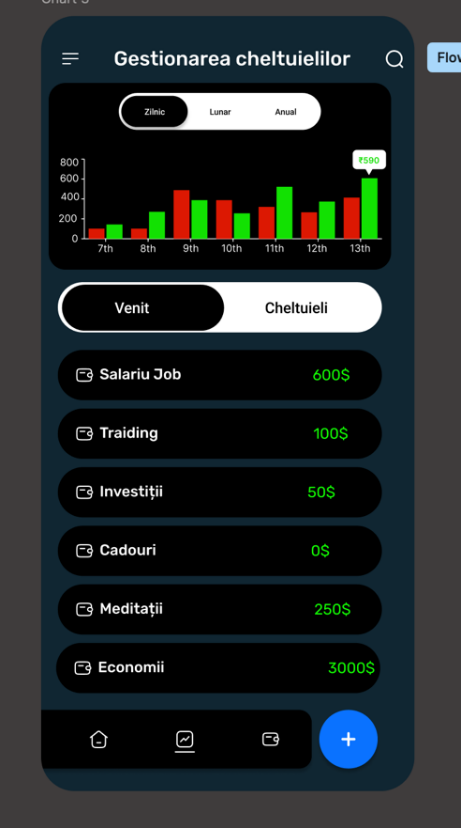 Chart 3
Flow
Gestionarea cheltuielilor
Zilnic Lunar Anual
₹590
800
600
400
200
0
7th 8th 9th 10th 11th 12th 13th
Venit Cheltuieli
Salariu Job 600$
Traiding 100$
Investiții 50$
Cadouri 0$
Meditații 250$
Economii 3000$
+